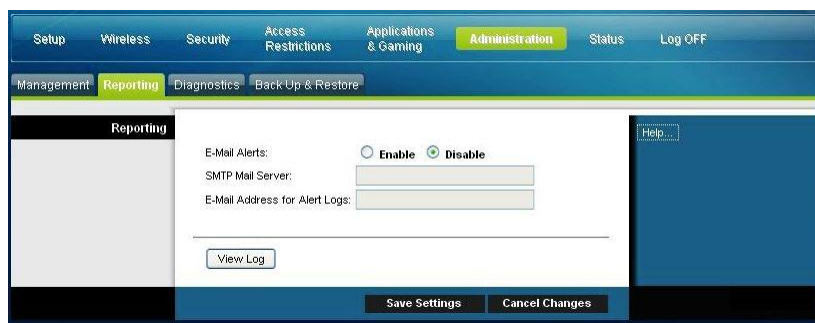 Setup Wireless Security Access Restrictions Applications & Gaming Administration Status Log OFF
Management Reporting Diagnostics Back Up & Restore
Reporting
Help...
E-Mail Alerts: Enable Disable
SMTP Mail Server:
E-Mail Address for Alert Logs:
View Log
Save Settings Cancel Changes